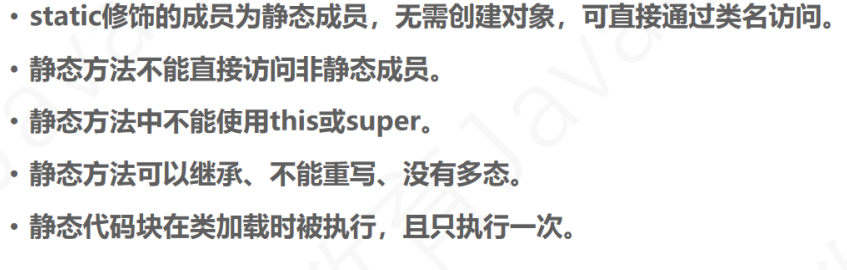 • static修饰的成员为静态成员，无需创建对象，可直接通过类名访问。
• 静态方法不能直接访问非静态成员。
• 静态方法中不能使用this或super。
• 静态方法可以继承、不能重写、没有多态。
• 静态代码块在类加载时被执行，且只执行一次。